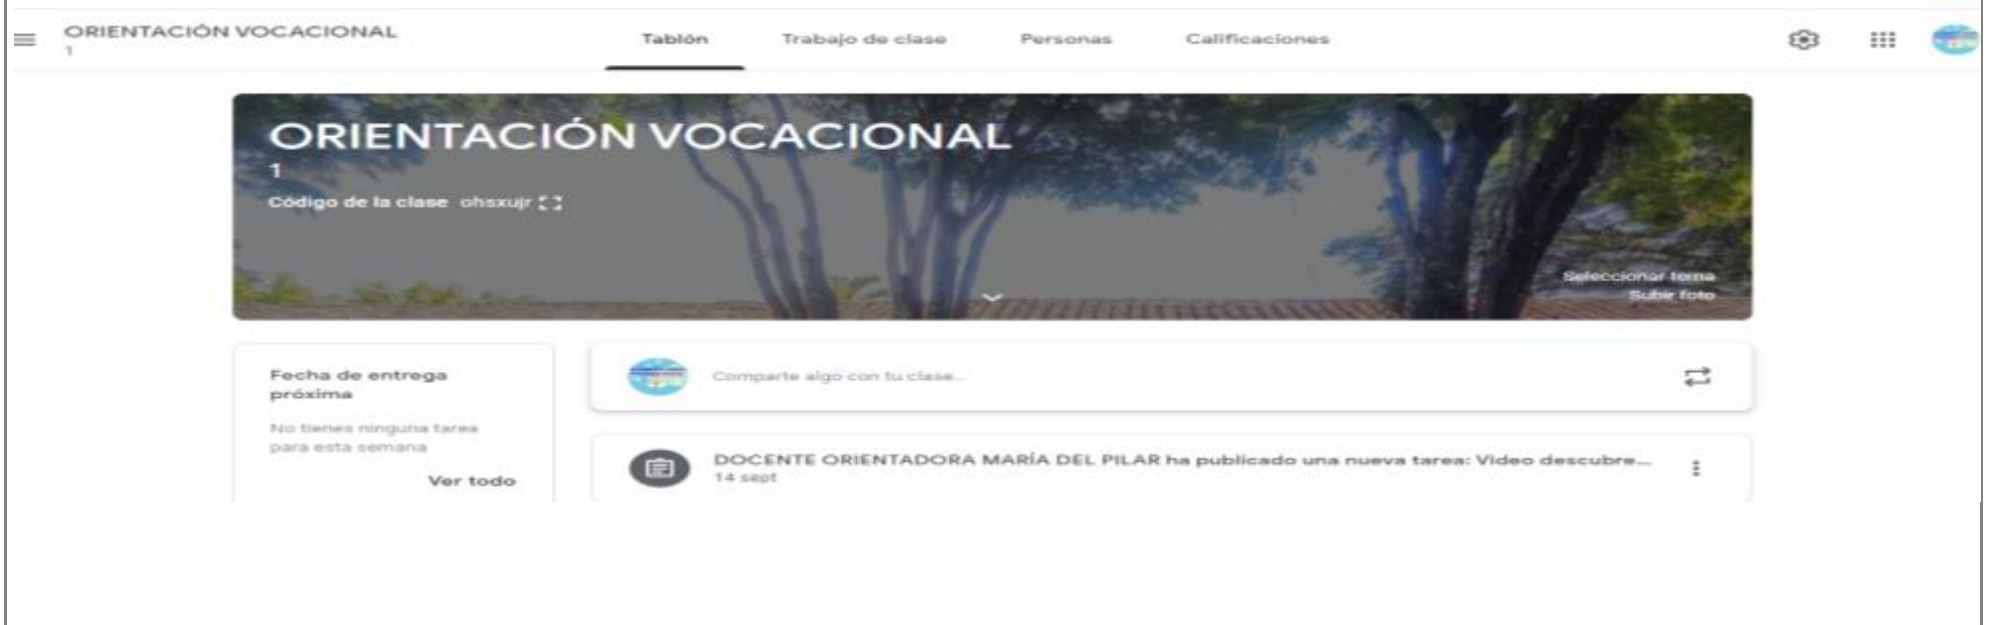 ORIENTACIÓN VOCACIONAL
1
Tablón
Trabajo de clase
Personas
Calificaciones
ORIENTACIÓN VOCACIONAL
1
Código de la clase ohsxujr
Seleccionar tema
Subir foto
Fecha de entrega
próxima
No tienes ninguna tarea
para esta semana
Ver todo
Comparte algo con tu clase...
DOCENTE ORIENTADORA MARÍA DEL PILAR ha publicado una nueva tarea: Video descubre...
14 sept